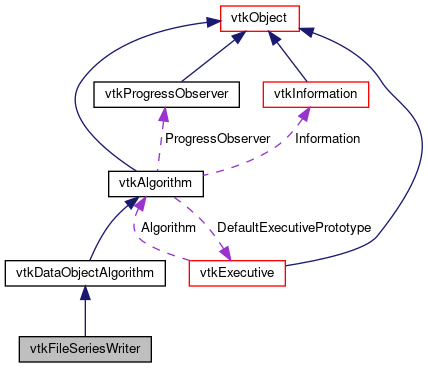 vtkObject
vtkProgressObserver
vtkInformation
ProgressObserver
Information
vtkAlgorithm
Algorithm
DefaultExecutivePrototype
vtkDataObjectAlgorithm
vtkExecutive
vtkFileSeriesWriter